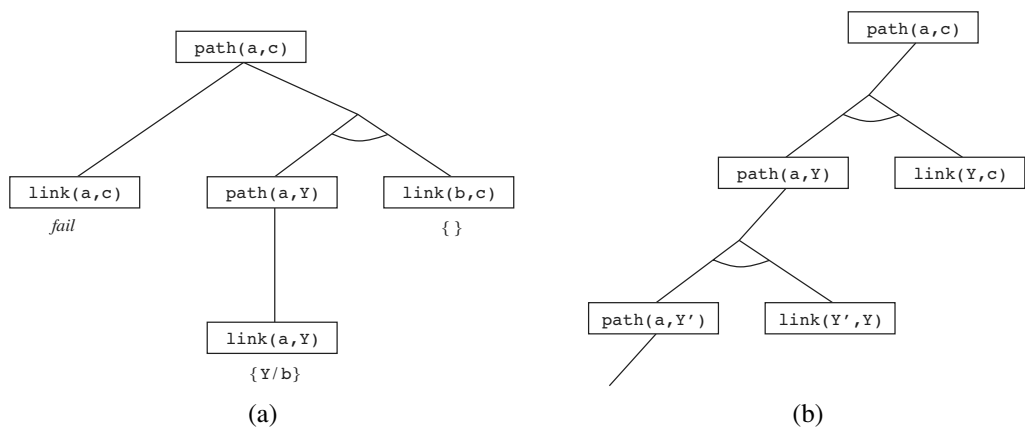 path(a,c)
link(a,c)
path(a,Y)
link(b,c)
fail
{ }
link(a,Y)
{Y/b}
(a)
path(a,c)
path(a,Y)
link(Y,c)
path(a,Y’)
link(Y’,Y)
(b)